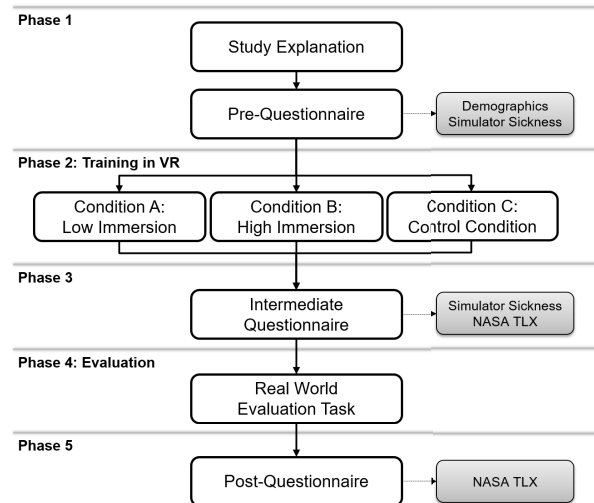 Phase 1
Study Explanation
Pre-Questionnaire
Demographics
Simulator Sickness
Phase 2: Training in VR
Condition A:
Low Immersion
Condition B:
High Immersion
Condition C:
Control Condition
Phase 3
Intermediate
Questionnaire
Simulator Sickness
NASA TLX
Phase 4: Evaluation
Real World
Evaluation Task
Phase 5
Post-Questionnaire
NASA TLX